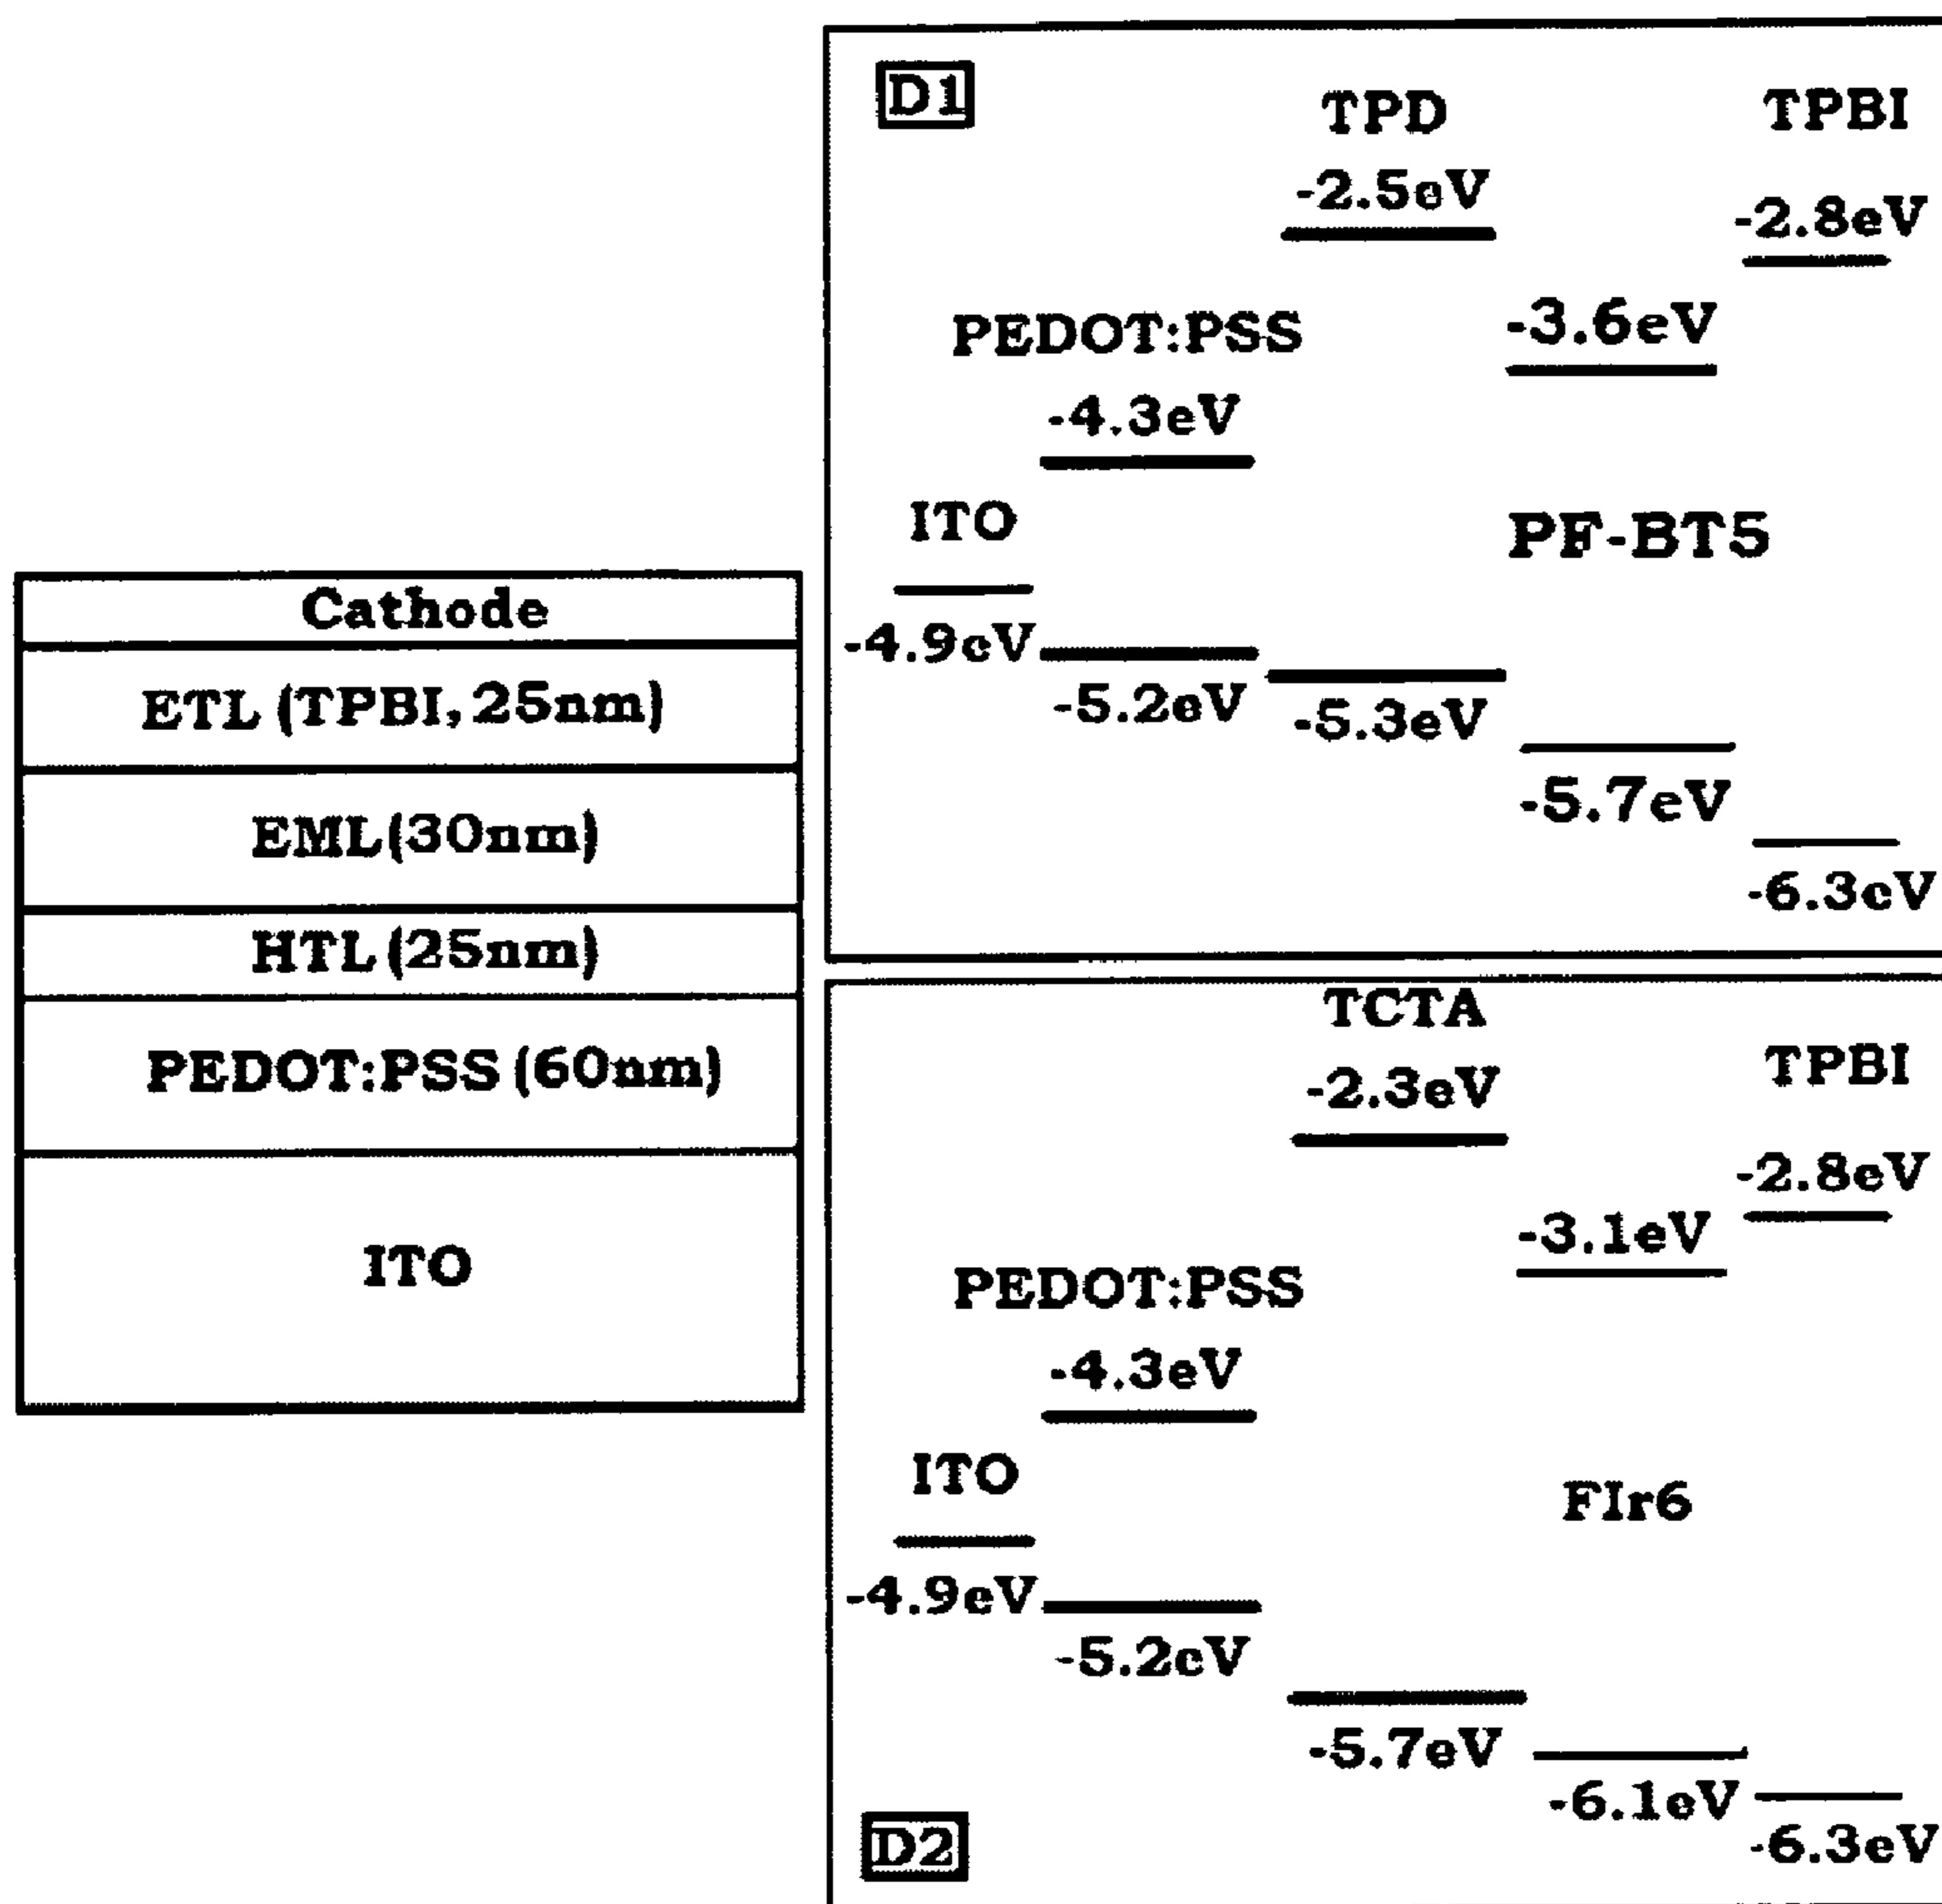 Cathode
ETL (TPBI, 25nm)
EML(30nm)
HTL(25nm)
PEDOT:PSS (60nm)
ITO
D1
TPD
TPBI
-2.5eV
-2.8eV
PEDOT:PSS
-3.6eV
-4.3eV
ITO
PF-BT5
-4.9eV
-5.2eV
-5.3eV
-5.7eV
-6.3eV
TCTA
TPBI
-2.3eV
-2.8eV
-3.1eV
PEDOT:PSS
-4.3eV
ITO
FIr6
-4.9eV
-5.2eV
-5.7eV
-6.1eV
-6.3eV
D2